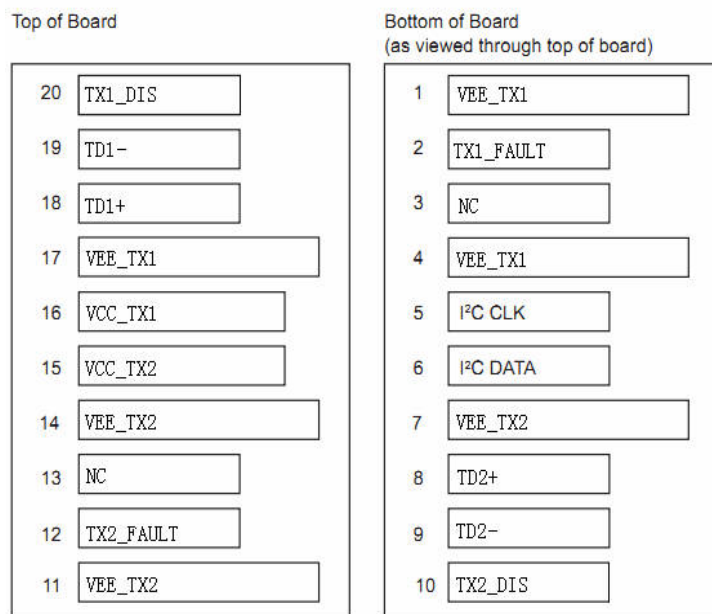 Top of Board
20 TX1_DIS
19 TD1-
18 TD1+
17 VEE_TX1
16 VCC_TX1
15 VCC_TX2
14 VEE_TX2
13 NC
12 TX2_FAULT
11 VEE_TX2
Bottom of Board
(as viewed through top of board)
1 VEE_TX1
2 TX1_FAULT
3 NC
4 VEE_TX1
5 I²C CLK
6 I²C DATA
7 VEE_TX2
8 TD2+
9 TD2-
10 TX2_DIS